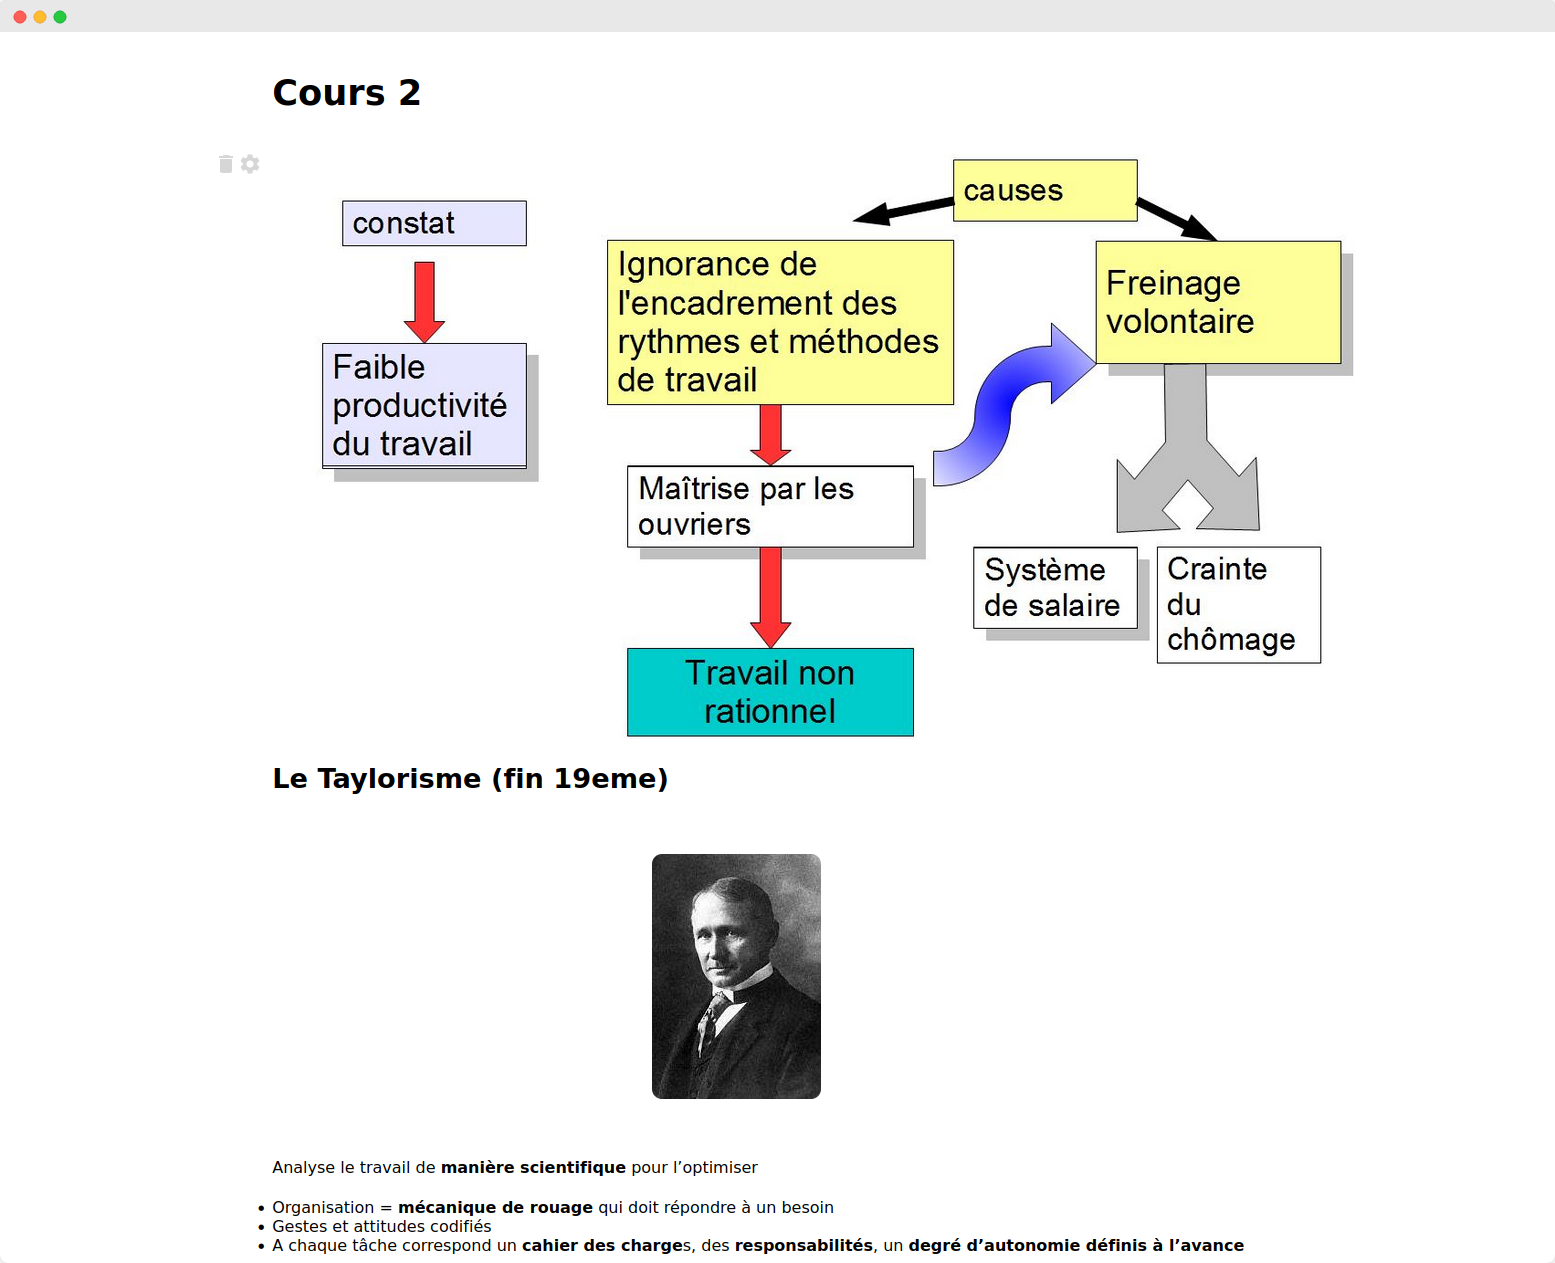 Cours 2
constat
Faible
productivité
du travail
causes
Ignorance de
l'encadrement des
rythmes et méthodes
de travail
Freinage
volontaire
Maîtrise par les
ouvriers
Système
de salaire
Crainte
du
chômage
Travail non
rationnel
Le Taylorisme (fin 19eme)
Analyse le travail de manière scientifique pour l’optimiser
• Organisation = mécanique de rouage qui doit répondre à un besoin
• Gestes et attitudes codifiés
• A chaque tâche correspond un cahier des charges, des responsabilités, un degré d’autonomie définis à l’avance